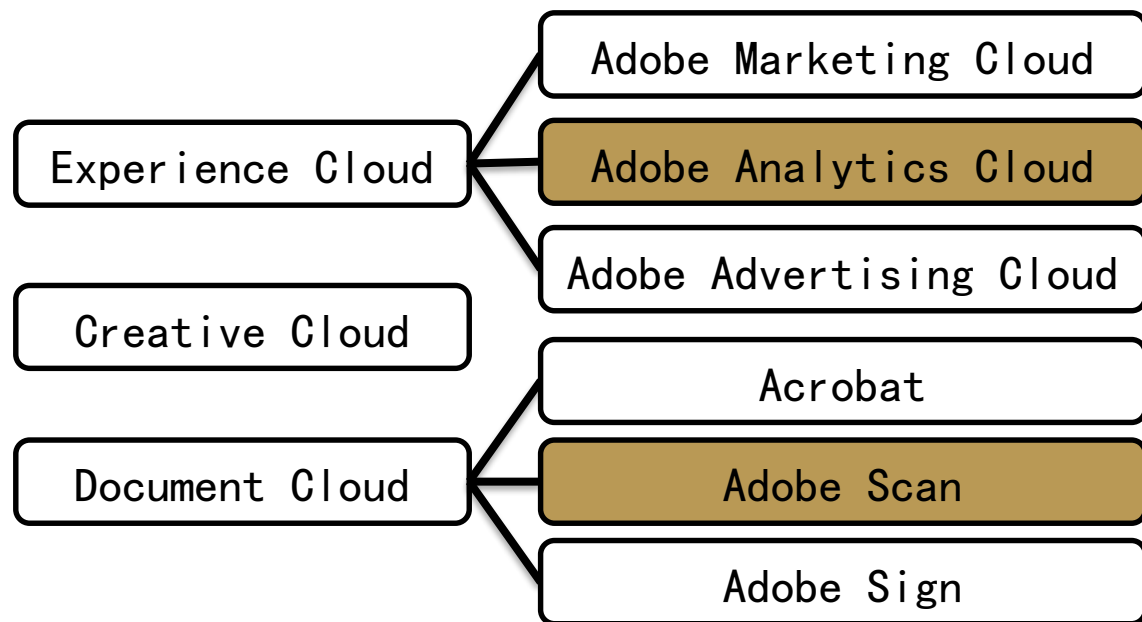 Experience Cloud
Adobe Marketing Cloud
Adobe Analytics Cloud
Adobe Advertising Cloud
Creative Cloud
Document Cloud
Acrobat
Adobe Scan
Adobe Sign